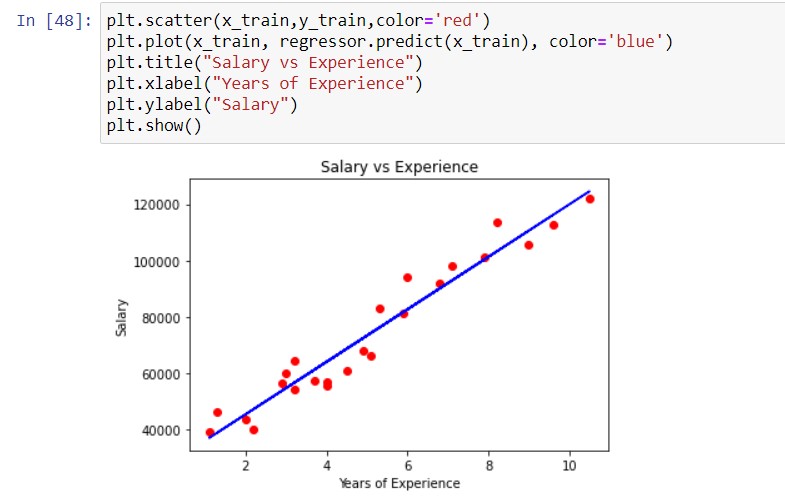 In [48]: plt.scatter(x_train,y_train,color='red')
plt.plot(x_train, regressor.predict(x_train), color='blue')
plt.title("Salary vs Experience")
plt.xlabel("Years of Experience")
plt.ylabel("Salary")
plt.show()
Salary vs Experience
120000
100000
80000
60000
40000
Salary
2 4 6 8 10
Years of Experience